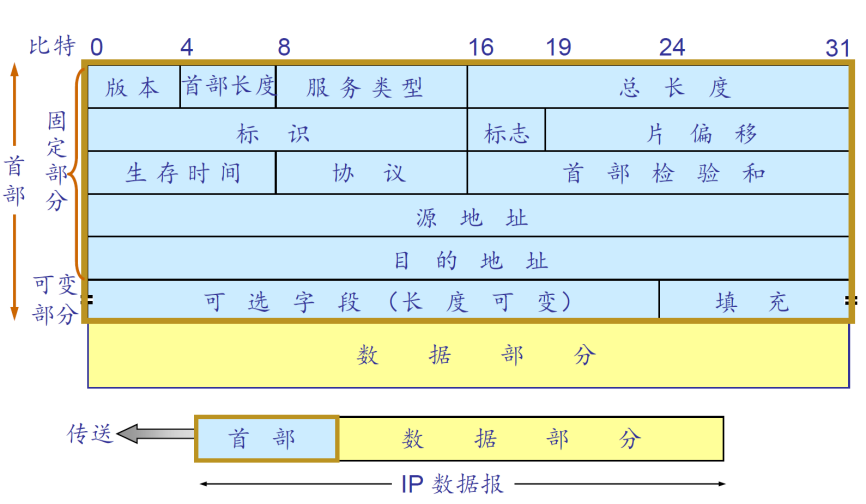 比特 0 4 8 16 19 24 31
版本 首部长度 服务类型 总长度
标识 标志 片偏移
生存时间 协议 首部检验和
源地址
目的地址
可选字段（长度可变） 填充
数据部分
首部
固定部分
可变部分
传送 首部 数据部分
IP 数据报